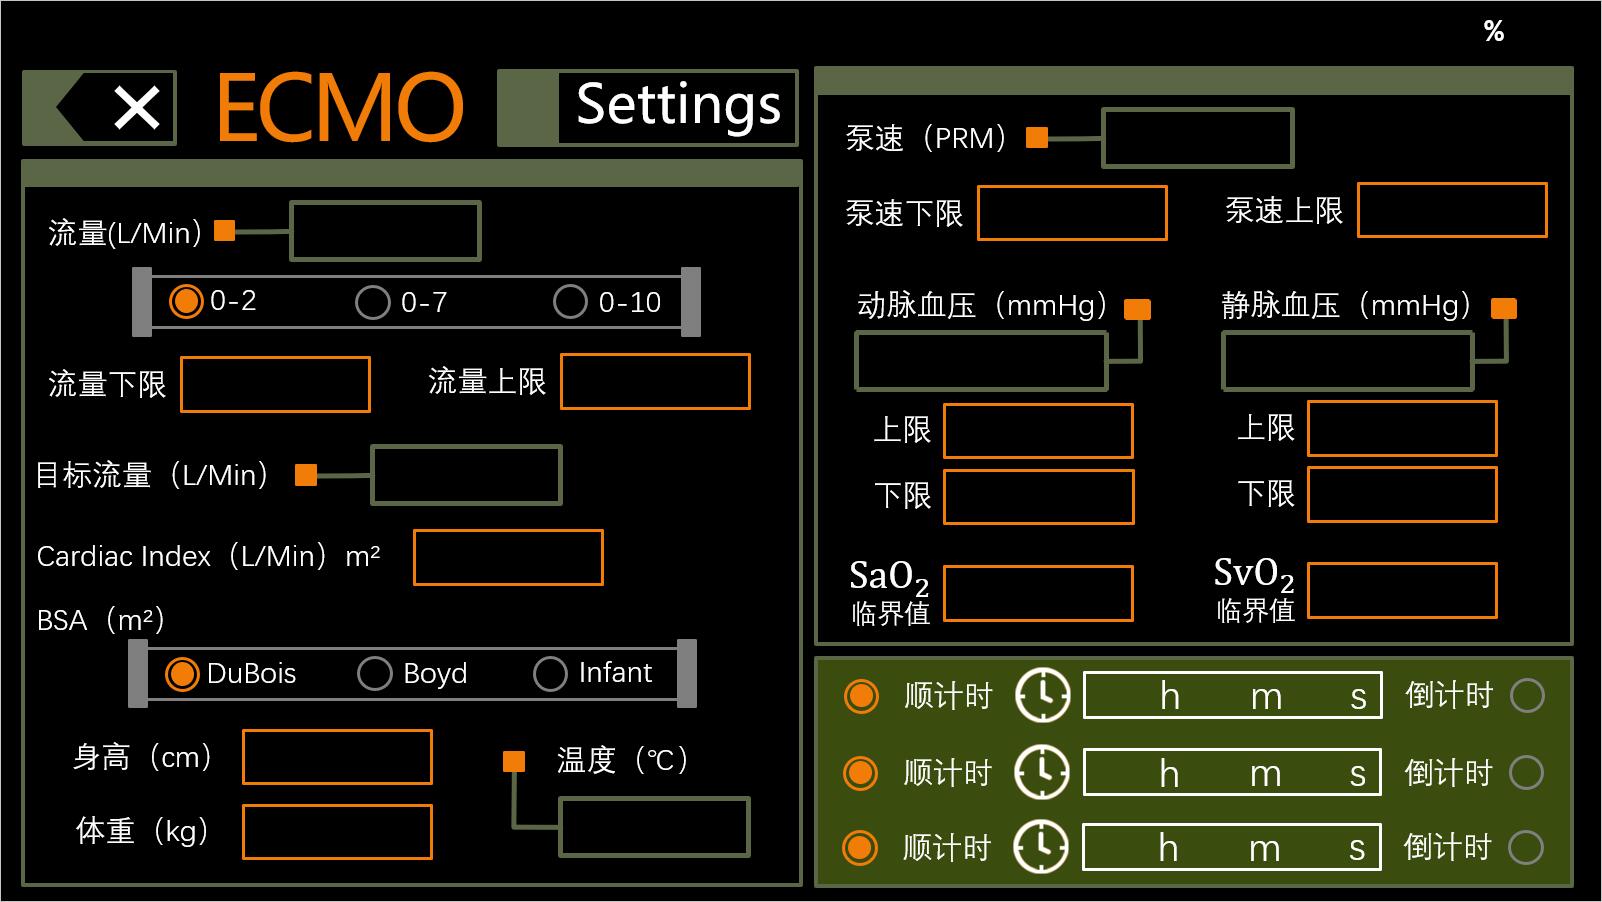 %
ECMO
Settings
流量(L/Min）
0-2
0-7
0-10
流量下限
流量上限
目标流量（L/Min）
Cardiac Index（L/Min）m²
BSA（m²）
DuBois
Boyd
Infant
身高（cm）
温度（℃）
体重（kg）
泵速（PRM）
泵速下限
泵速上限
动脉血压（mmHg）
静脉血压（mmHg）
上限
上限
下限
下限
SaO₂
临界值
SvO₂
临界值
顺计时 h m s 倒计时
顺计时 h m s 倒计时
顺计时 h m s 倒计时